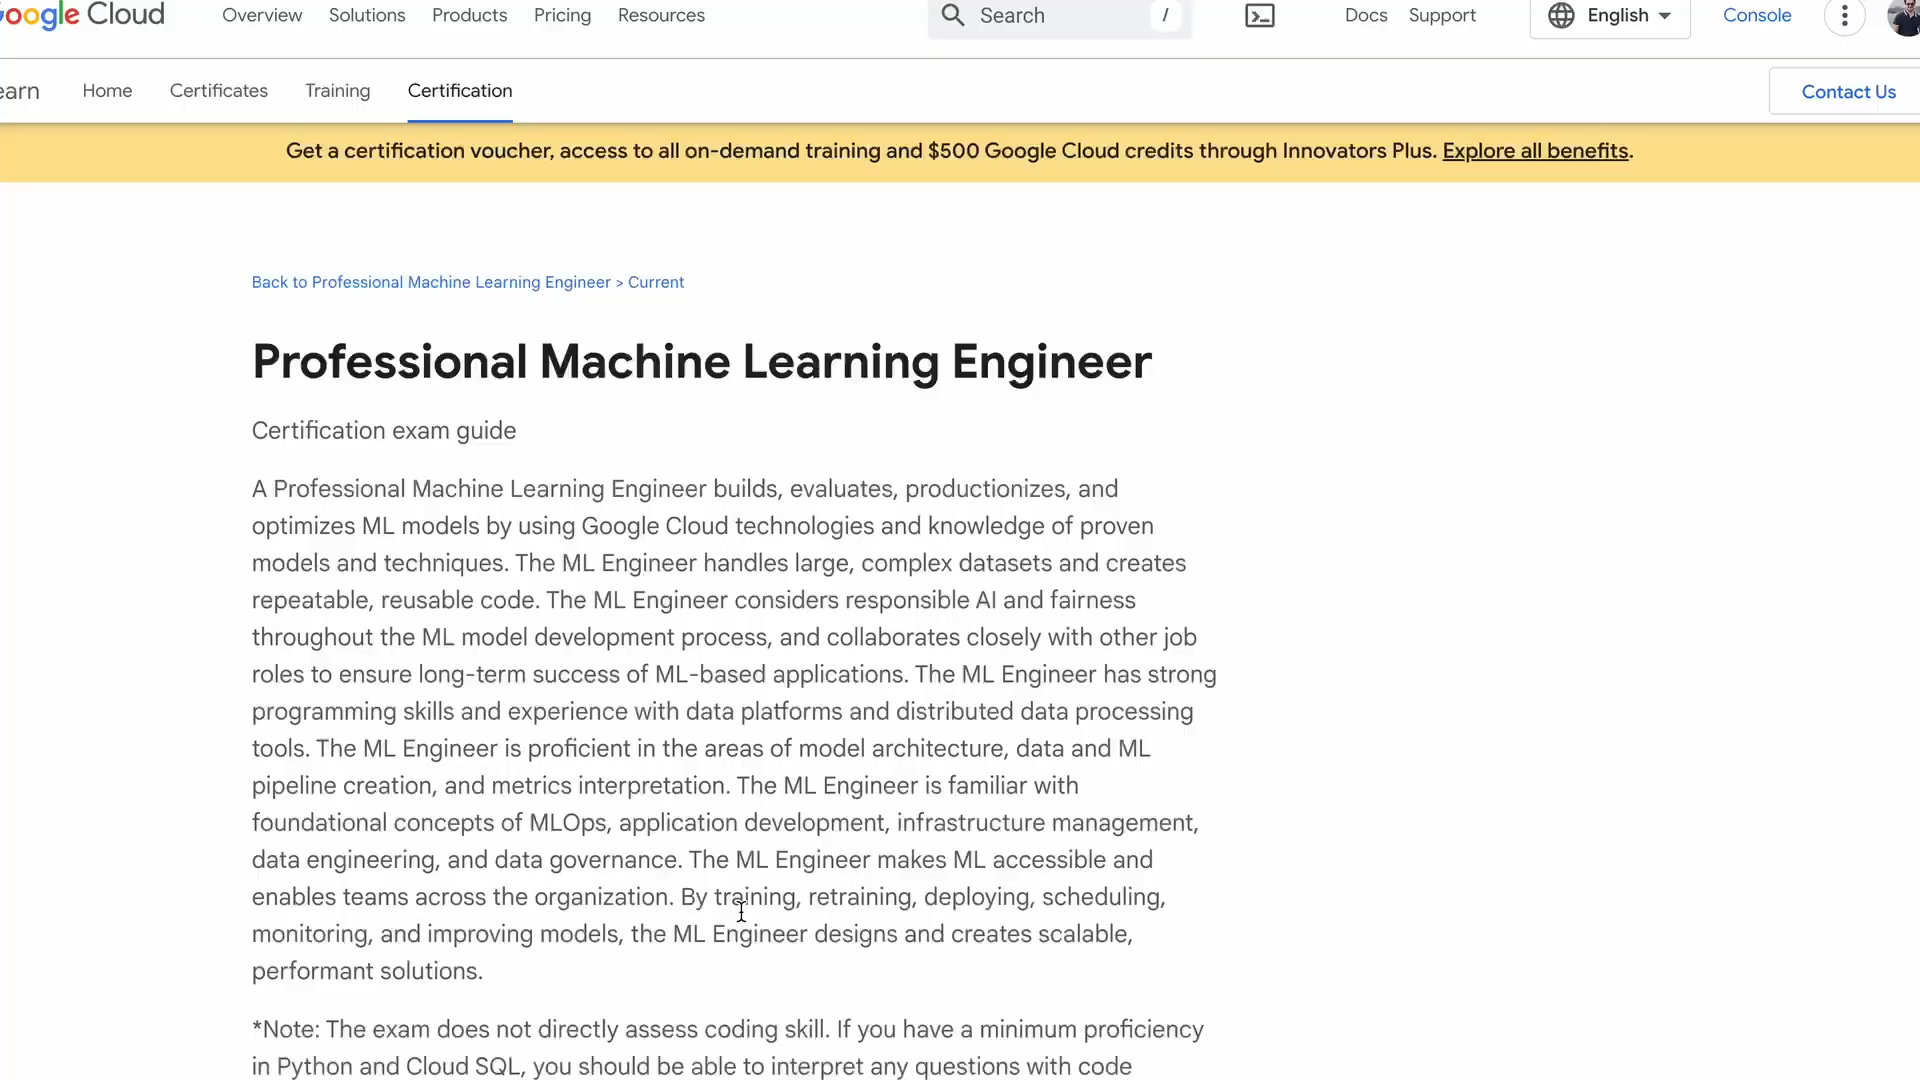 Google Cloud Overview Solutions Products Pricing Resources Search / Docs Support English Console
earn Home Certificates Training Certification Contact Us
Get a certification voucher, access to all on-demand training and $500 Google Cloud credits through Innovators Plus. Explore all benefits.
Back to Professional Machine Learning Engineer > Current
Professional Machine Learning Engineer
Certification exam guide
A Professional Machine Learning Engineer builds, evaluates, productionizes, and
optimizes ML models by using Google Cloud technologies and knowledge of proven
models and techniques. The ML Engineer handles large, complex datasets and creates
repeatable, reusable code. The ML Engineer considers responsible AI and fairness
throughout the ML model development process, and collaborates closely with other job
roles to ensure long-term success of ML-based applications. The ML Engineer has strong
programming skills and experience with data platforms and distributed data processing
tools. The ML Engineer is proficient in the areas of model architecture, data and ML
pipeline creation, and metrics interpretation. The ML Engineer is familiar with
foundational concepts of MLOps, application development, infrastructure management,
data engineering, and data governance. The ML Engineer makes ML accessible and
enables teams across the organization. By training, retraining, deploying, scheduling,
monitoring, and improving models, the ML Engineer designs and creates scalable,
performant solutions.
*Note: The exam does not directly assess coding skill. If you have a minimum proficiency
in Python and Cloud SQL, you should be able to interpret any questions with code